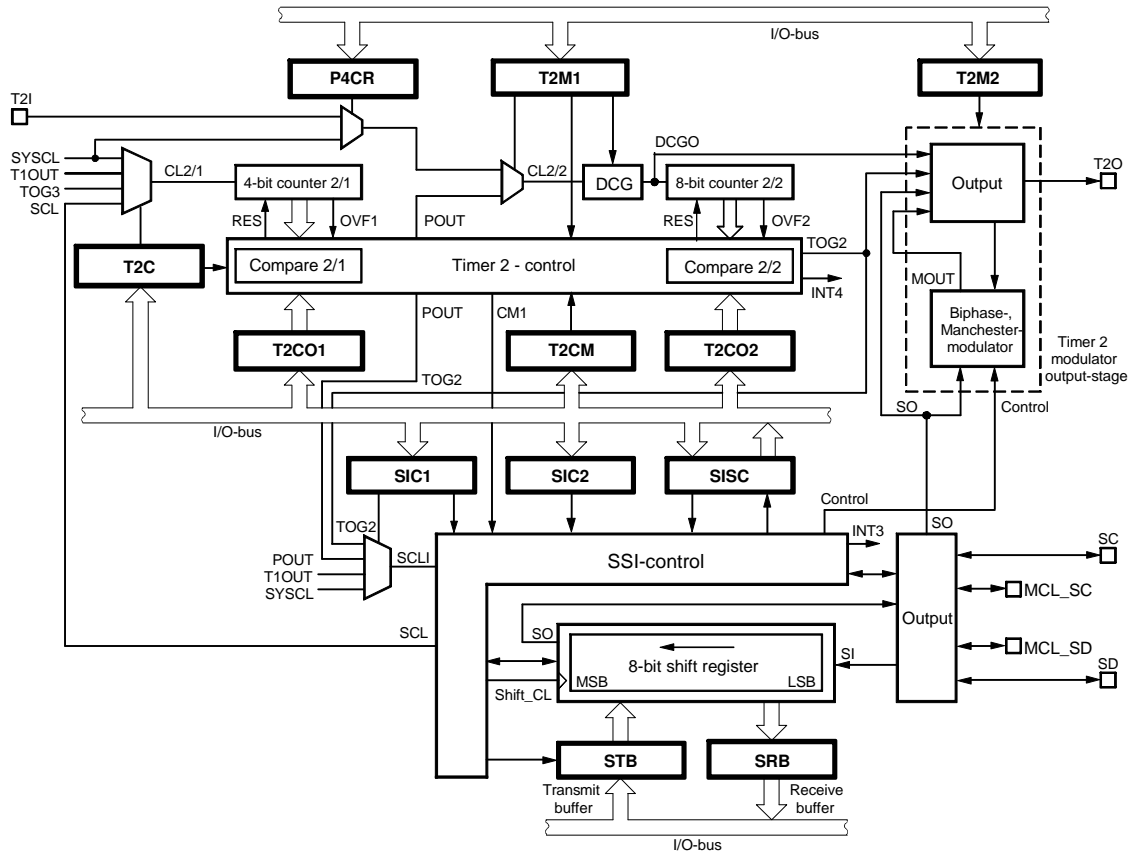 I/O-bus
P4CR
T2M1
T2M2
T2I
DCGO
SYSCL
T1OUT
TOG3
SCL
CL2/1
4-bit counter 2/1
CL2/2
DCG
8-bit counter 2/2
Output
T2O
RES
OVF1
POUT
RES
OVF2
TOG2
T2C
Compare 2/1
Timer 2 - control
Compare 2/2
INT4
MOUT
Biphase-,
Manchester-
modulator
Timer 2
modulator
output-stage
POUT
CM1
T2CO1
T2CM
T2CO2
TOG2
I/O-bus
SO
Control
SIC1
SIC2
SISC
Control
TOG2
INT3
SO
POUT
T1OUT
SYSCL
SCLI
SSI-control
SC
MCL_SC
Output
SCL
SO
SI
MCL_SD
SD
8-bit shift register
MSB
LSB
Shift_CL
STB
SRB
Transmit
buffer
Receive
buffer
I/O-bus